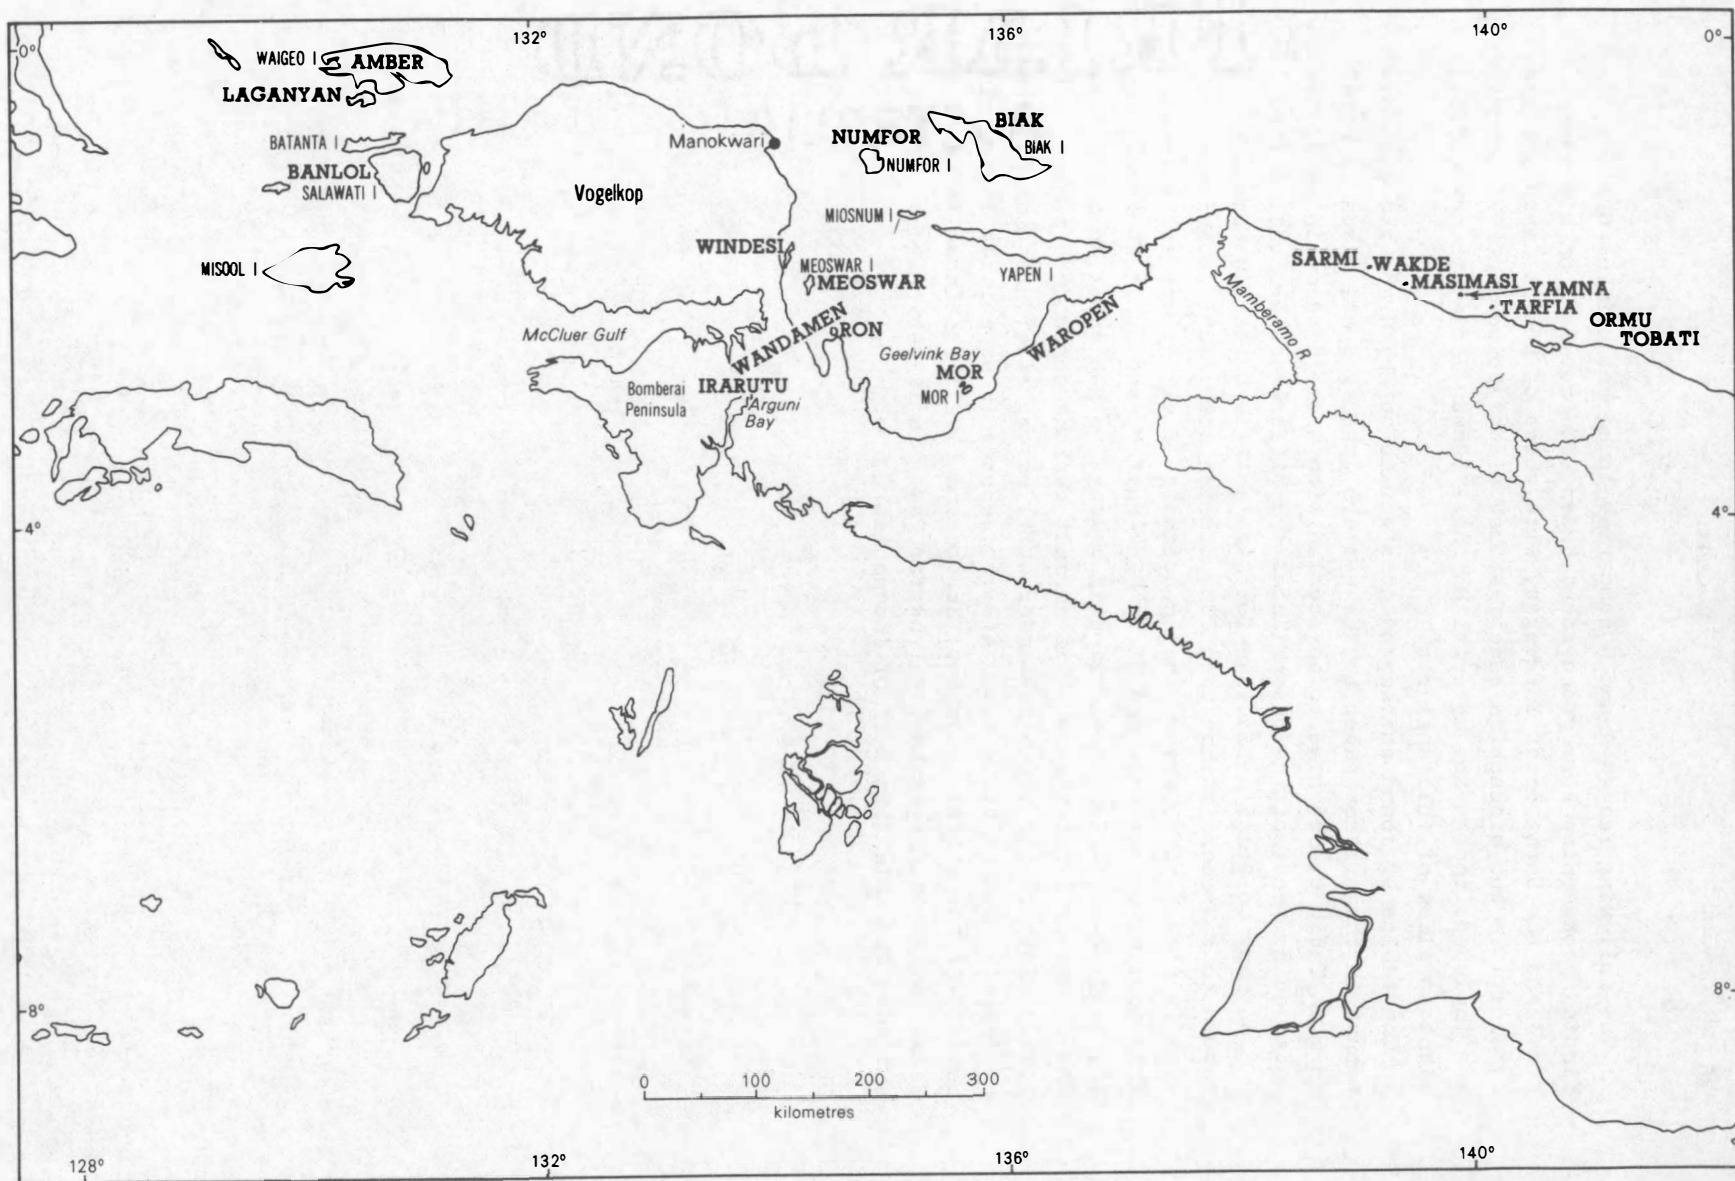 132°
136°
140°
0°
0°
WAIGEO I
AMBER
LAGANYAN
BATANTA I
BANLOL
SALAWATI I
MISOOL I
Manokwari
Vogelkop
NUMFOR
NUMFOR I
BIAK
BIAK I
MIOSNUM I
WINDESI
MEOSWAR I
MEOSWAR
YAPEN I
WANDAMEN
RON
McCluer Gulf
Bomberai
Peninsula
IRARUTU
Arguni
Bay
Geelvink Bay
MOR
MOR I
WAROPEN
Mamberamo R
SARMI
WAKDE
MASIMASI
YAMNA
TARFIA
ORMU
TOBATI
4°
4°
8°
8°
0 100 200 300
kilometres
128°
132°
136°
140°